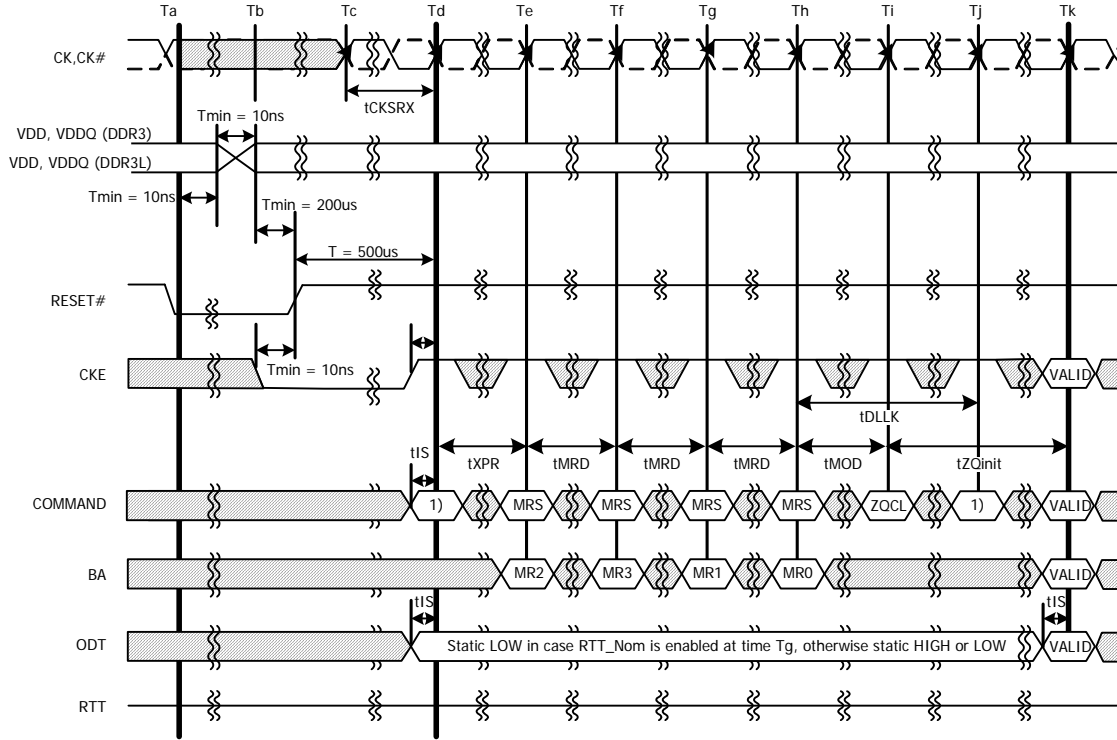 Ta Tb Tc Td Te Tf Tg Th Ti Tj Tk
CK,CK#
tCKSRX
Tmin = 10ns
VDD, VDDQ (DDR3)
VDD, VDDQ (DDR3L)
Tmin = 10ns
Tmin = 200us
T = 500us
RESET#
Tmin = 10ns
CKE
VALID
tDLLK
tIS
tXPR tMRD tMRD tMRD tMOD tZQinit
COMMAND
1) MRS MRS MRS MRS ZQCL 1) VALID
BA
MR2 MR3 MR1 MR0 VALID
tIS tIS
ODT
Static LOW in case RTT_Nom is enabled at time Tg, otherwise static HIGH or LOW
VALID
RTT